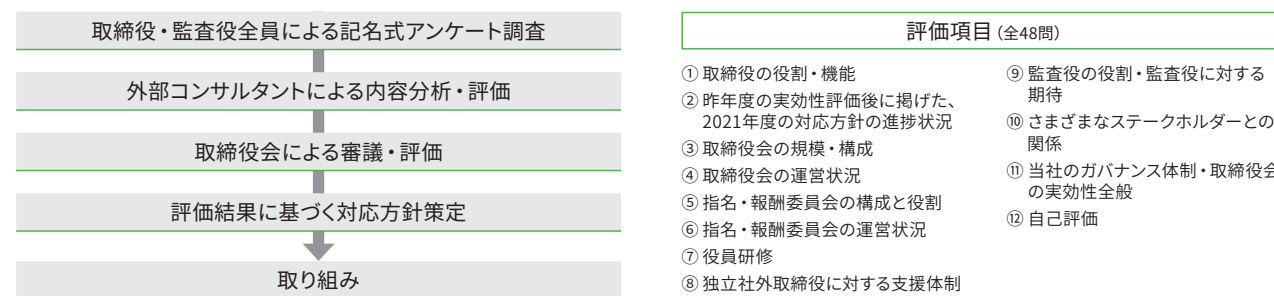 取締役・監査役全員による記名式アンケート調査
外部コンサルタントによる内容分析・評価
取締役会による審議・評価
評価結果に基づく対応方針策定
取り組み
評価項目（全48問）
① 取締役の役割・機能
② 昨年度の実効性評価後に掲げた、
2021年度の対応方針の進捗状況
③ 取締役会の規模・構成
④ 取締役会の運営状況
⑤ 指名・報酬委員会の構成と役割
⑥ 指名・報酬委員会の運営状況
⑦ 役員研修
⑧ 独立社外取締役に対する支援体制
⑨ 監査役の役割・監査役に対する
期待
⑩ さまざまなステークホルダーとの
関係
⑪ 当社のガバナンス体制・取締役会
の実効性全般
⑫ 自己評価